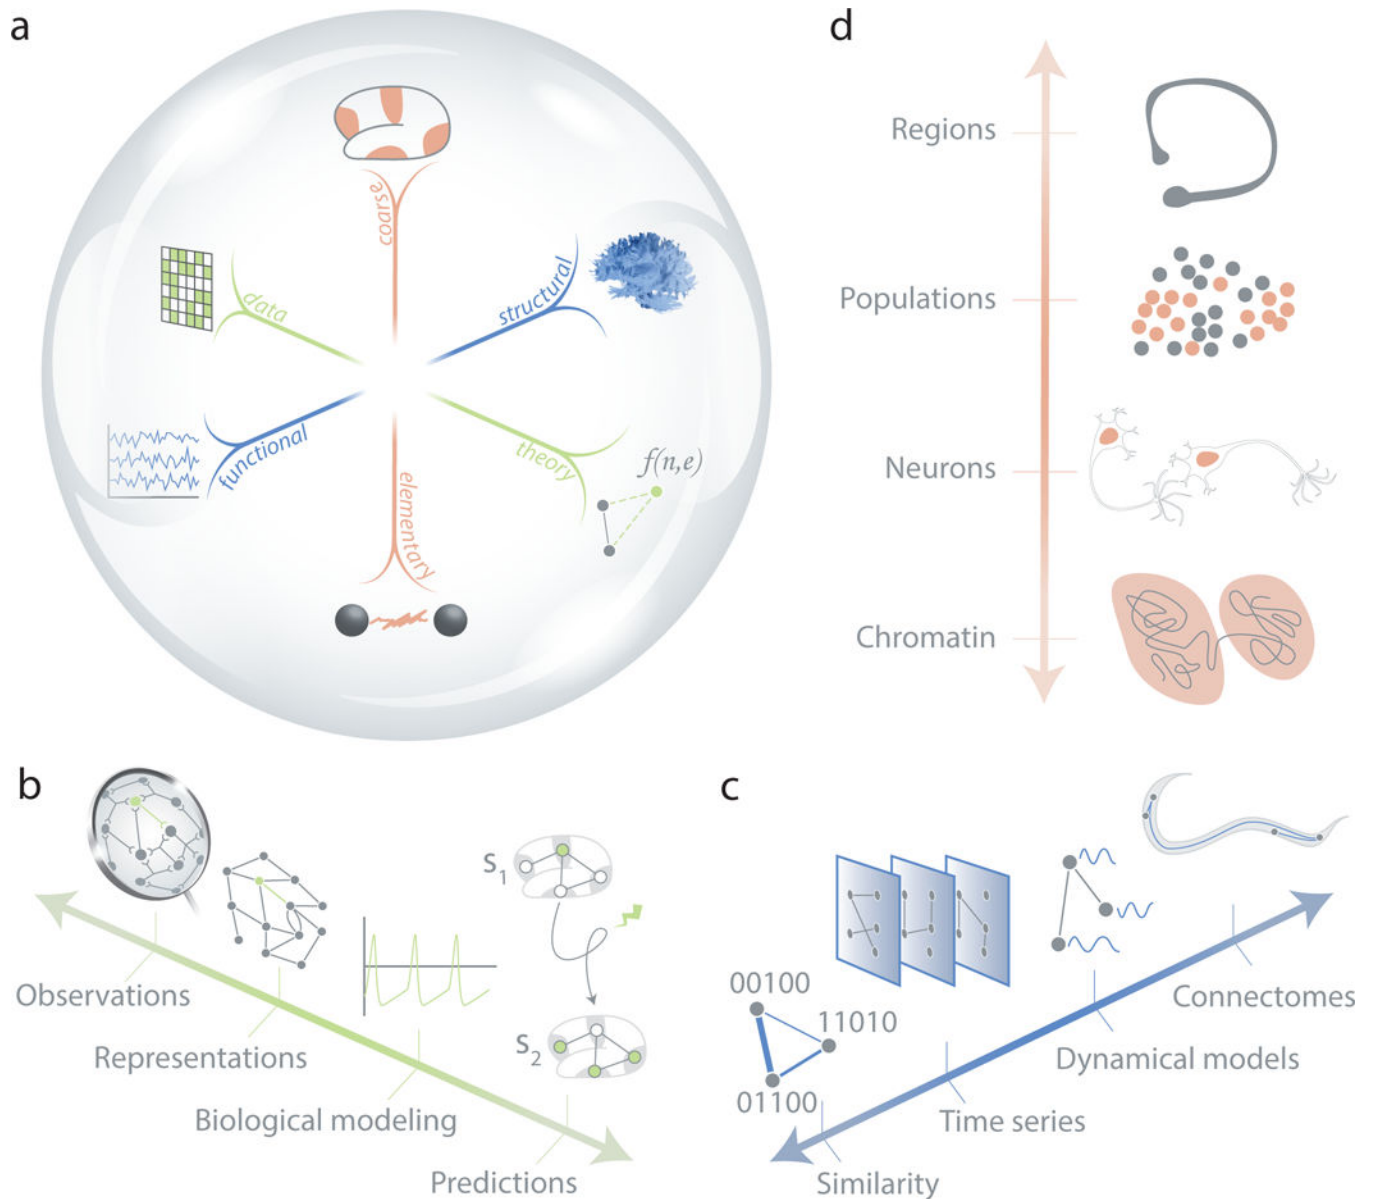 a
coarse
data
structural
functional
theory
f(n,e)
elementary
d
Regions
Populations
Neurons
Chromatin
b
S1
S2
Observations
Representations
Biological modeling
Predictions
c
00100
11010
01100
Connectomes
Dynamical models
Time series
Similarity